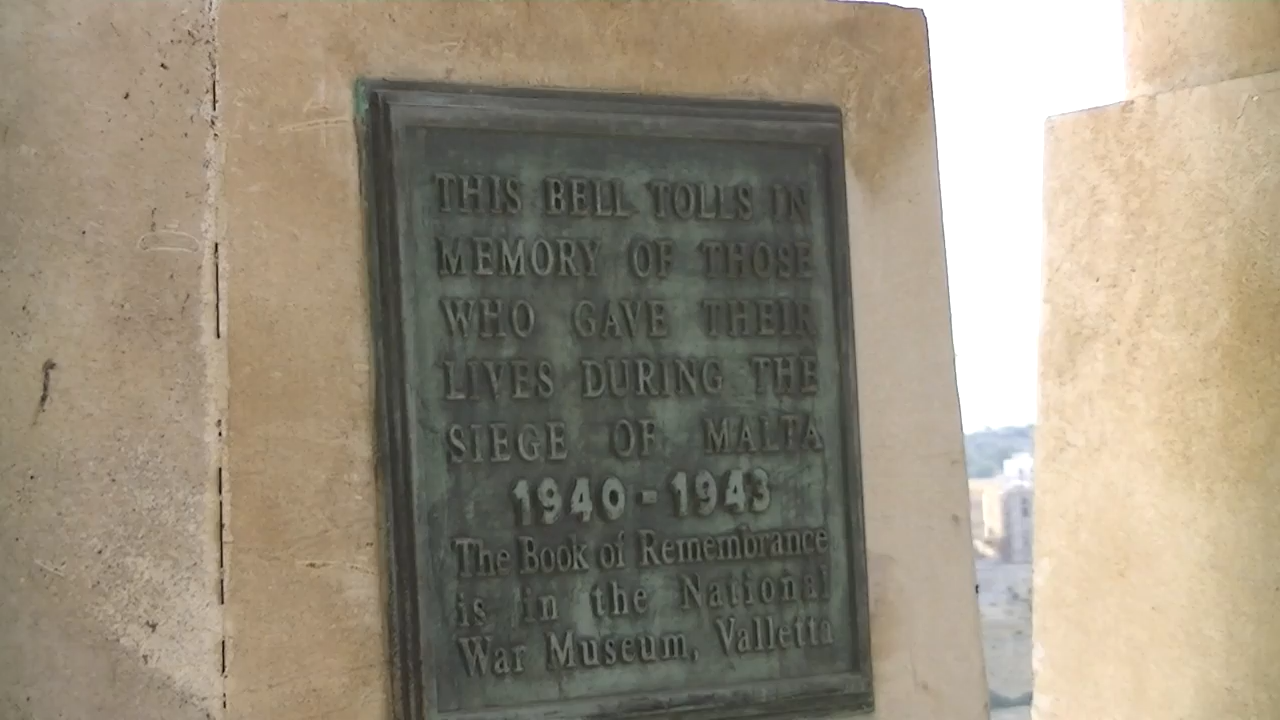 THIS BELL TOLLS IN
MEMORY OF THOSE
WHO GAVE THEIR
LIVES DURING THE
SIEGE OF MALTA
1940 - 1943
The Book of Remembrance
is in the National
War Museum, Valletta